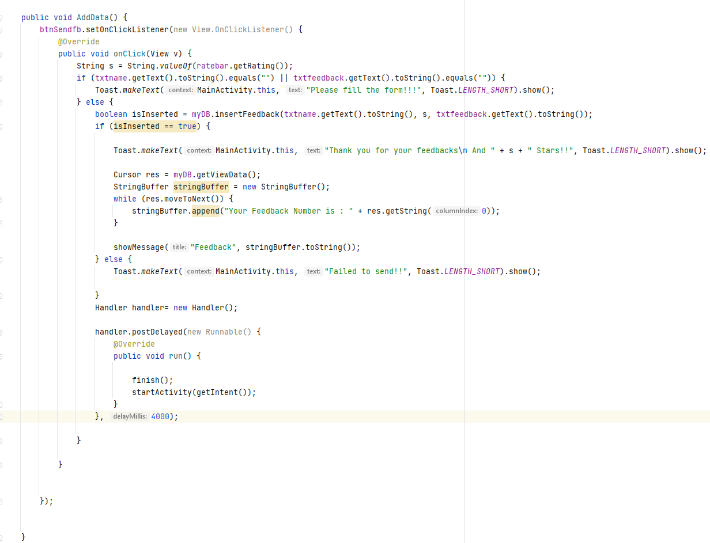 public void AddData() {
btnSendfb.setOnClickListener(new View.OnClickListener() {
@Override
public void onClick(View v) {
String s = String.valueOf(ratebar.getRating());
if (txtname.getText().toString().equals("") || txtfeedback.getText().toString().equals("")) {
Toast.makeText( context: MainActivity.this, text: "Please fill the form!!!", Toast.LENGTH_SHORT).show();
} else {
boolean isInserted = myDB.insertFeedback(txtname.getText().toString(), s, txtfeedback.getText().toString());
if (isInserted == true) {
Toast.makeText( context: MainActivity.this, text: "Thank you for your feedbacks\n And " + s + " Stars!!", Toast.LENGTH_SHORT).show();
Cursor res = myDB.getViewData();
StringBuffer stringBuffer = new StringBuffer();
while (res.moveToNext()) {
stringBuffer.append("Your Feedback Number is : " + res.getString( columnIndex: 0));
}
showMessage( title: "Feedback", stringBuffer.toString());
} else {
Toast.makeText( context: MainActivity.this, text: "Failed to send!!", Toast.LENGTH_SHORT).show();
}
Handler handler= new Handler();
handler.postDelayed(new Runnable() {
@Override
public void run() {
finish();
startActivity(getIntent());
}
}, delayMillis: 4000);
}
}
});
}